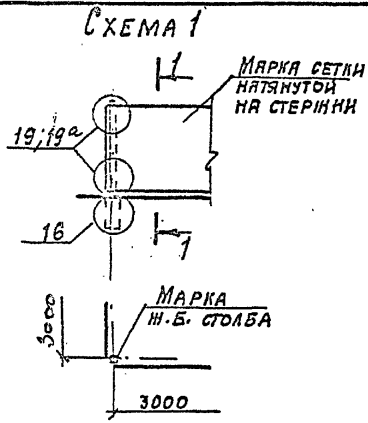 СХЕМА 1
1
МАРКА СЕТКИ
НАТЯНУТОЙ
НА СТЕРЖНИ
19;19а
16
1
МАРКА
Ж.Б. СТОЛБА
3000
3000